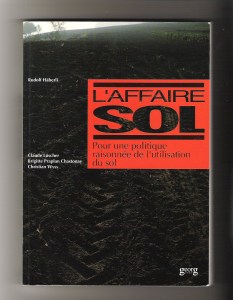 Rudolf Häberli
L'AFFAIRE
SOL
Pour une politique
raisonnée de l'utilisation
du sol
Claude Lüscher
Brigitte Praplan Chastonay
Christian Wyss
georg